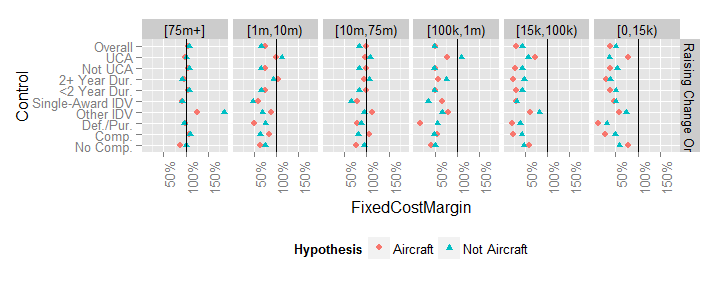 [75m+] [1m,10m) [10m,75m) [100k,1m) [15k,100k) [0,15k)
Overall
UCA
Not UCA
2+ Year Dur.
<2 Year Dur.
Single-Award IDV
Other IDV
Def./Pur.
Comp.
No Comp.
Control
Raising Change Or
50% 100% 150% 50% 100% 150% 50% 100% 150% 50% 100% 150% 50% 100% 150% 50% 100% 150%
FixedCostMargin
Hypothesis Aircraft Not Aircraft